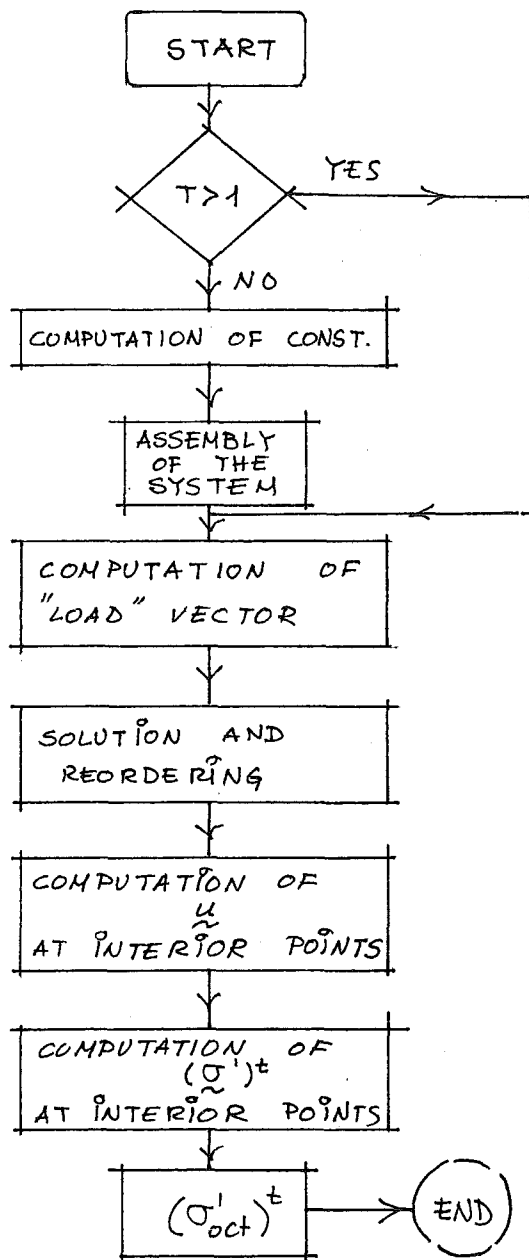 START
T>1
YES
NO
COMPUTATION OF CONST.
ASSEMBLY
OF THE
SYSTEM
COMPUTATION OF
"LOAD" VECTOR
SOLUTION AND
REORDERING
COMPUTATION OF
ṵ
AT INTERIOR POINTS
COMPUTATION OF
(σ̰')ᵗ
AT INTERIOR POINTS
(σ'oct)ᵗ
END